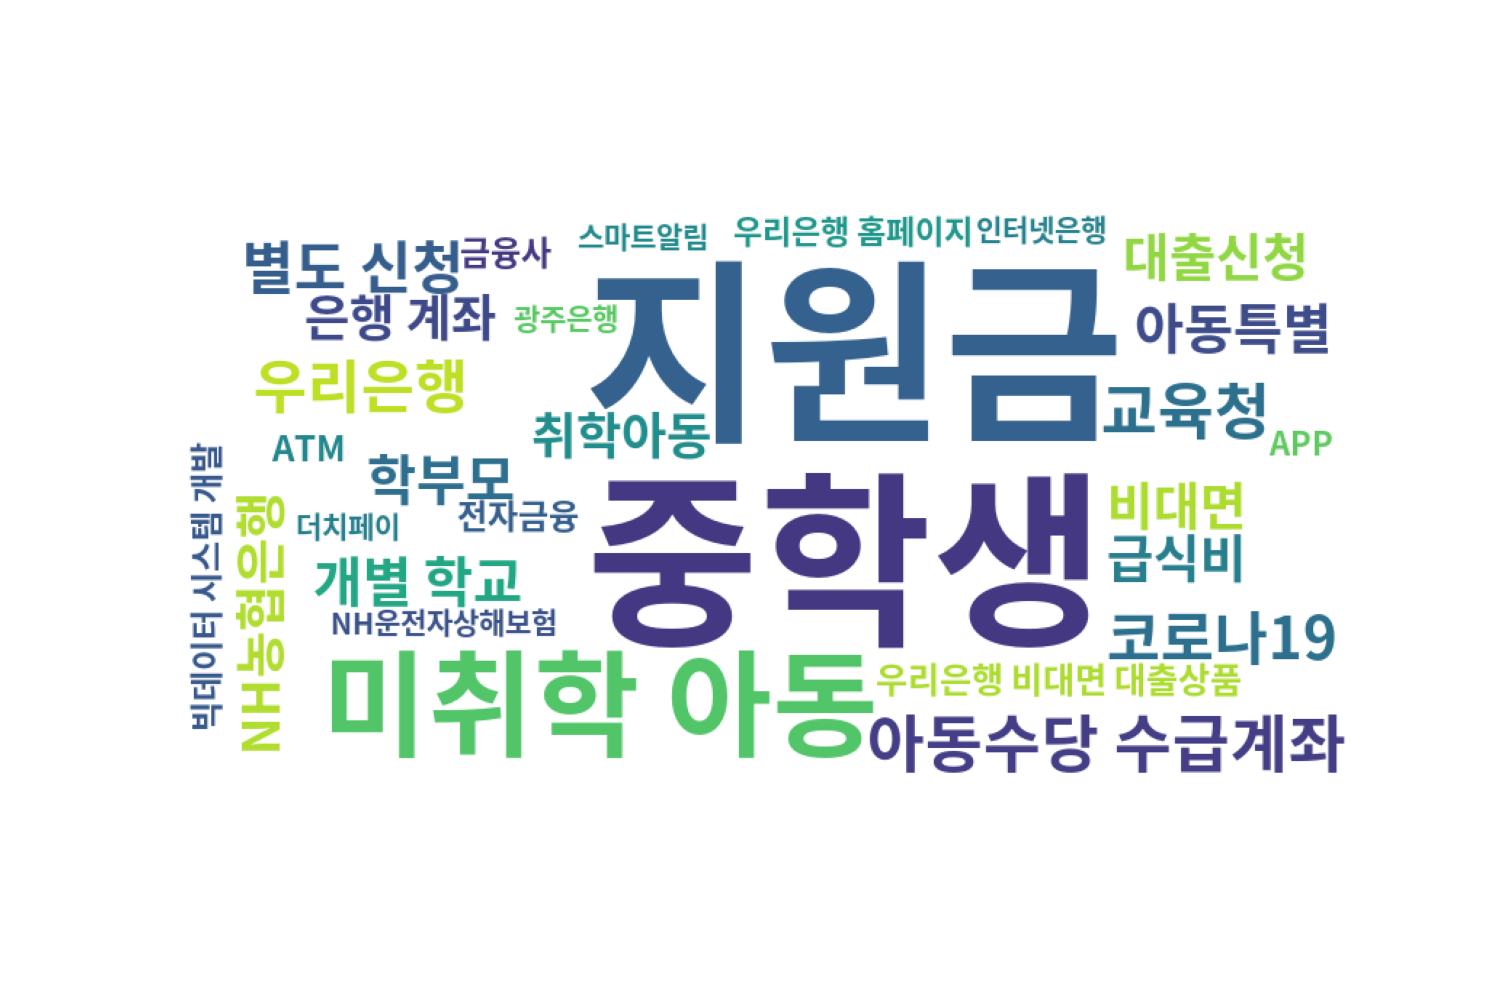 스마트알림
우리은행 홈페이지
인터넷은행
별도 신청
금융사
대출신청
은행 계좌
광주은행
지원금
아동특별
우리은행
취학아동
교육청
ATM
APP
학부모
전자금융
중학생
비대면
더치페이
급식비
빅데이터 시스템 개발
NH농협은행
개별 학교
NH운전자상해보험
코로나19
미취학 아동
우리은행 비대면 대출상품
아동수당 수급계좌